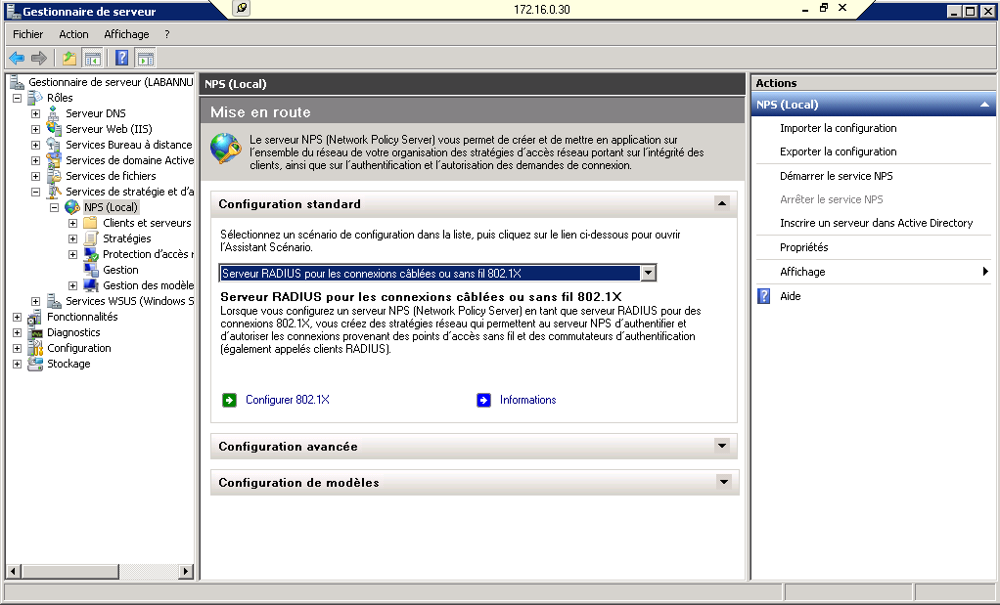 Gestionnaire de serveur
172.16.0.30
Fichier Action Affichage ?
Gestionnaire de serveur (LABANNU
Rôles
Serveur DNS
Serveur Web (IIS)
Services Bureau à distance
Services de domaine Active
Services de fichiers
Services de stratégie et d'a
NPS (Local)
Clients et serveurs
Stratégies
Protection d'accès r
Gestion
Gestion des modèle
Services WSUS (Windows S
Fonctionnalités
Diagnostics
Configuration
Stockage
NPS (Local)
Mise en route
Le serveur NPS (Network Policy Server) vous permet de créer et de mettre en application sur
l'ensemble du réseau de votre organisation des stratégies d'accès réseau portant sur l'intégrité des
clients, ainsi que sur l'authentification et l'autorisation des demandes de connexion.
Configuration standard
Sélectionnez un scénario de configuration dans la liste, puis cliquez sur le lien ci-dessous pour ouvrir
l'Assistant Scénario.
Serveur RADIUS pour les connexions câblées ou sans fil 802.1X
Serveur RADIUS pour les connexions câblées ou sans fil 802.1X
Lorsque vous configurez un serveur NPS (Network Policy Server) en tant que serveur RADIUS pour des
connexions 802.1X, vous créez des stratégies réseau qui permettent au serveur NPS d'authentifier et
d'autoriser les connexions provenant des points d'accès sans fil et des commutateurs d'authentification
(également appelés clients RADIUS).
Configurer 802.1X
Informations
Configuration avancée
Configuration de modèles
Actions
NPS (Local)
Importer la configuration
Exporter la configuration
Démarrer le service NPS
Arrêter le service NPS
Inscrire un serveur dans Active Directory
Propriétés
Affichage
Aide